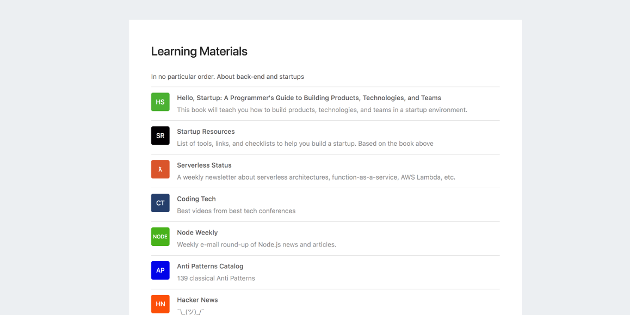 Learning Materials
In no particular order. About back-end and startups
HS
Hello, Startup: A Programmer's Guide to Building Products, Technologies, and Teams
This book will teach you how to build products, technologies, and teams in a startup environment.
SR
Startup Resources
List of tools, links, and checklists to help you build a startup. Based on the book above
λ
Serverless Status
A weekly newsletter about serverless architectures, function-as-a-service, AWS Lambda, etc.
CT
Coding Tech
Best videos from best tech conferences
NODE
Node Weekly
Weekly e-mail round-up of Node.js news and articles.
AP
Anti Patterns Catalog
139 classical Anti Patterns
HN
Hacker News
¯\_(ツ)_/¯